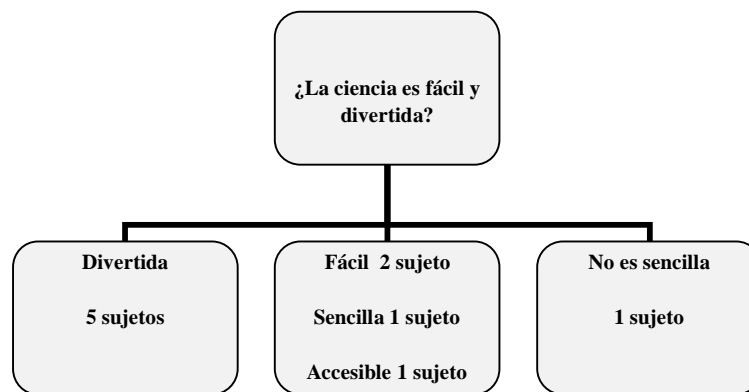 ¿La ciencia es fácil y
divertida?
Divertida
5 sujetos
Fácil 2 sujeto
Sencilla 1 sujeto
Accesible 1 sujeto
No es sencilla
1 sujeto